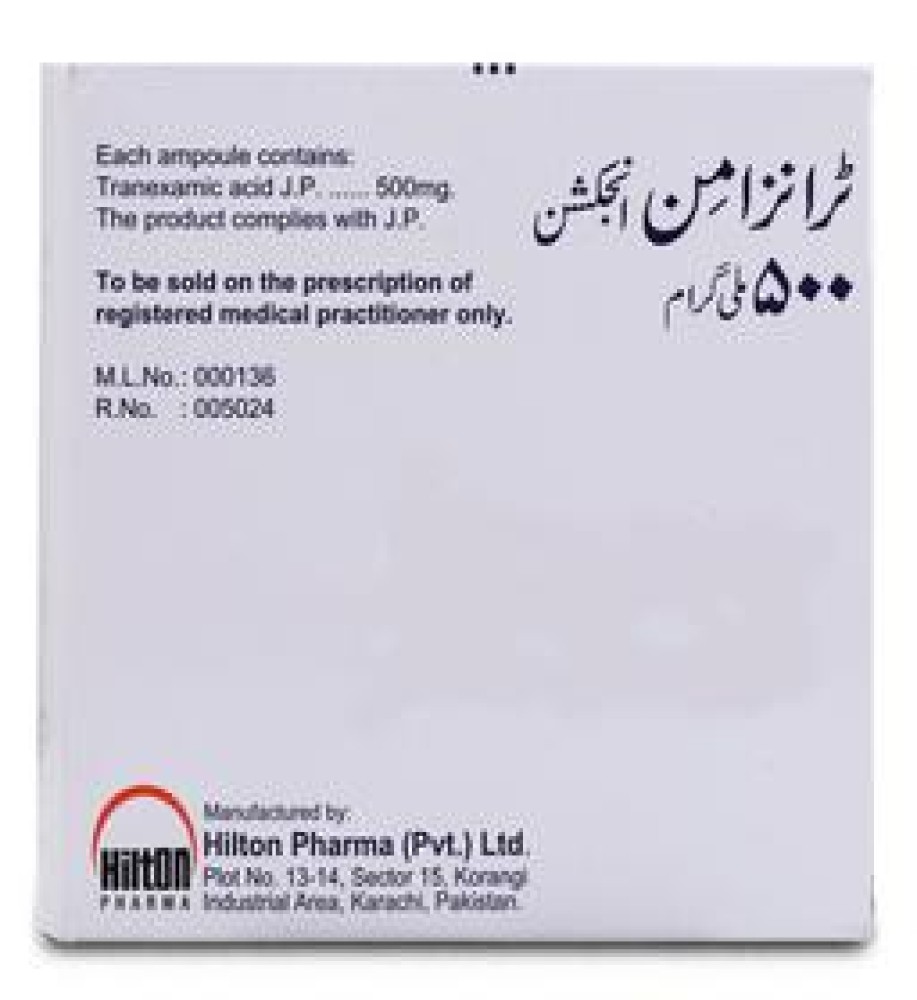 Each ampoule contains:
Tranexamic acid J.P. ...... 500mg.
The product complies with J.P.
To be sold on the prescription of
registered medical practitioner only.
M.L.No.: 000136
R.No. : 005024
ٹرانزامِن انجکشن
۵۰۰ ملی گرام
HilTON
PHARMA
Manufactured by:
Hilton Pharma (Pvt.) Ltd.
Plot No. 13-14, Sector 15, Korangi
Industrial Area, Karachi, Pakistan.